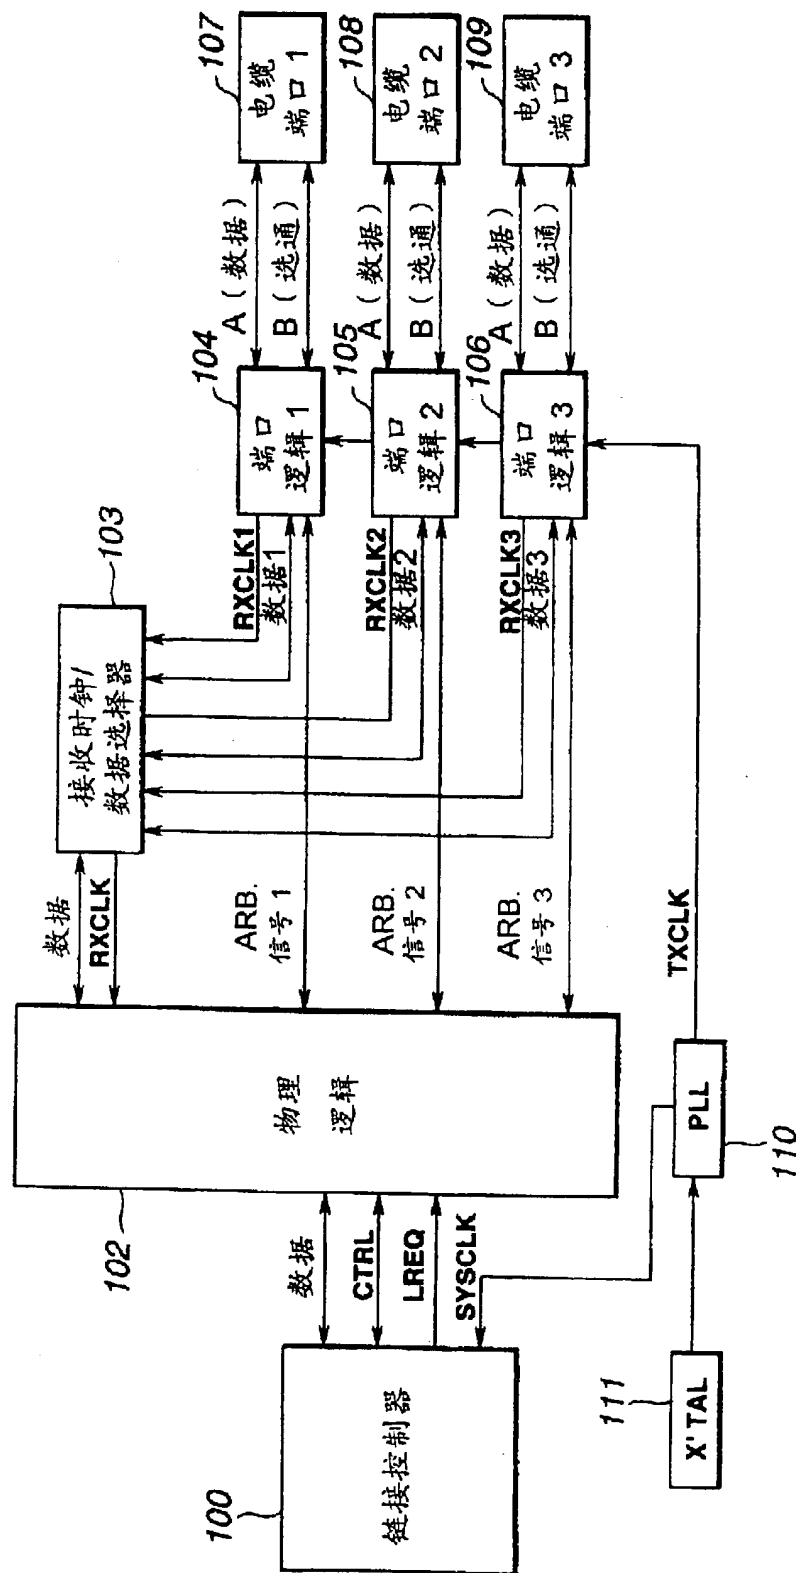 103
接收时钟/
数据选择器
数据
RXCLK
102
物理
逻辑
100
链接控制器
数据
CTRL
LREQ
SYSCLK
ARB.
信号 1
ARB.
信号 2
ARB.
信号 3
RXCLK1
数据1
RXCLK2
数据2
RXCLK3
数据3
104
端口
逻辑 1
105
端口
逻辑 2
106
端口
逻辑 3
A(数据)
B(选通)
A(数据)
B(选通)
A(数据)
B(选通)
107
电缆
端口 1
108
电缆
端口 2
109
电缆
端口 3
111
X'TAL
PLL
110
TXCLK